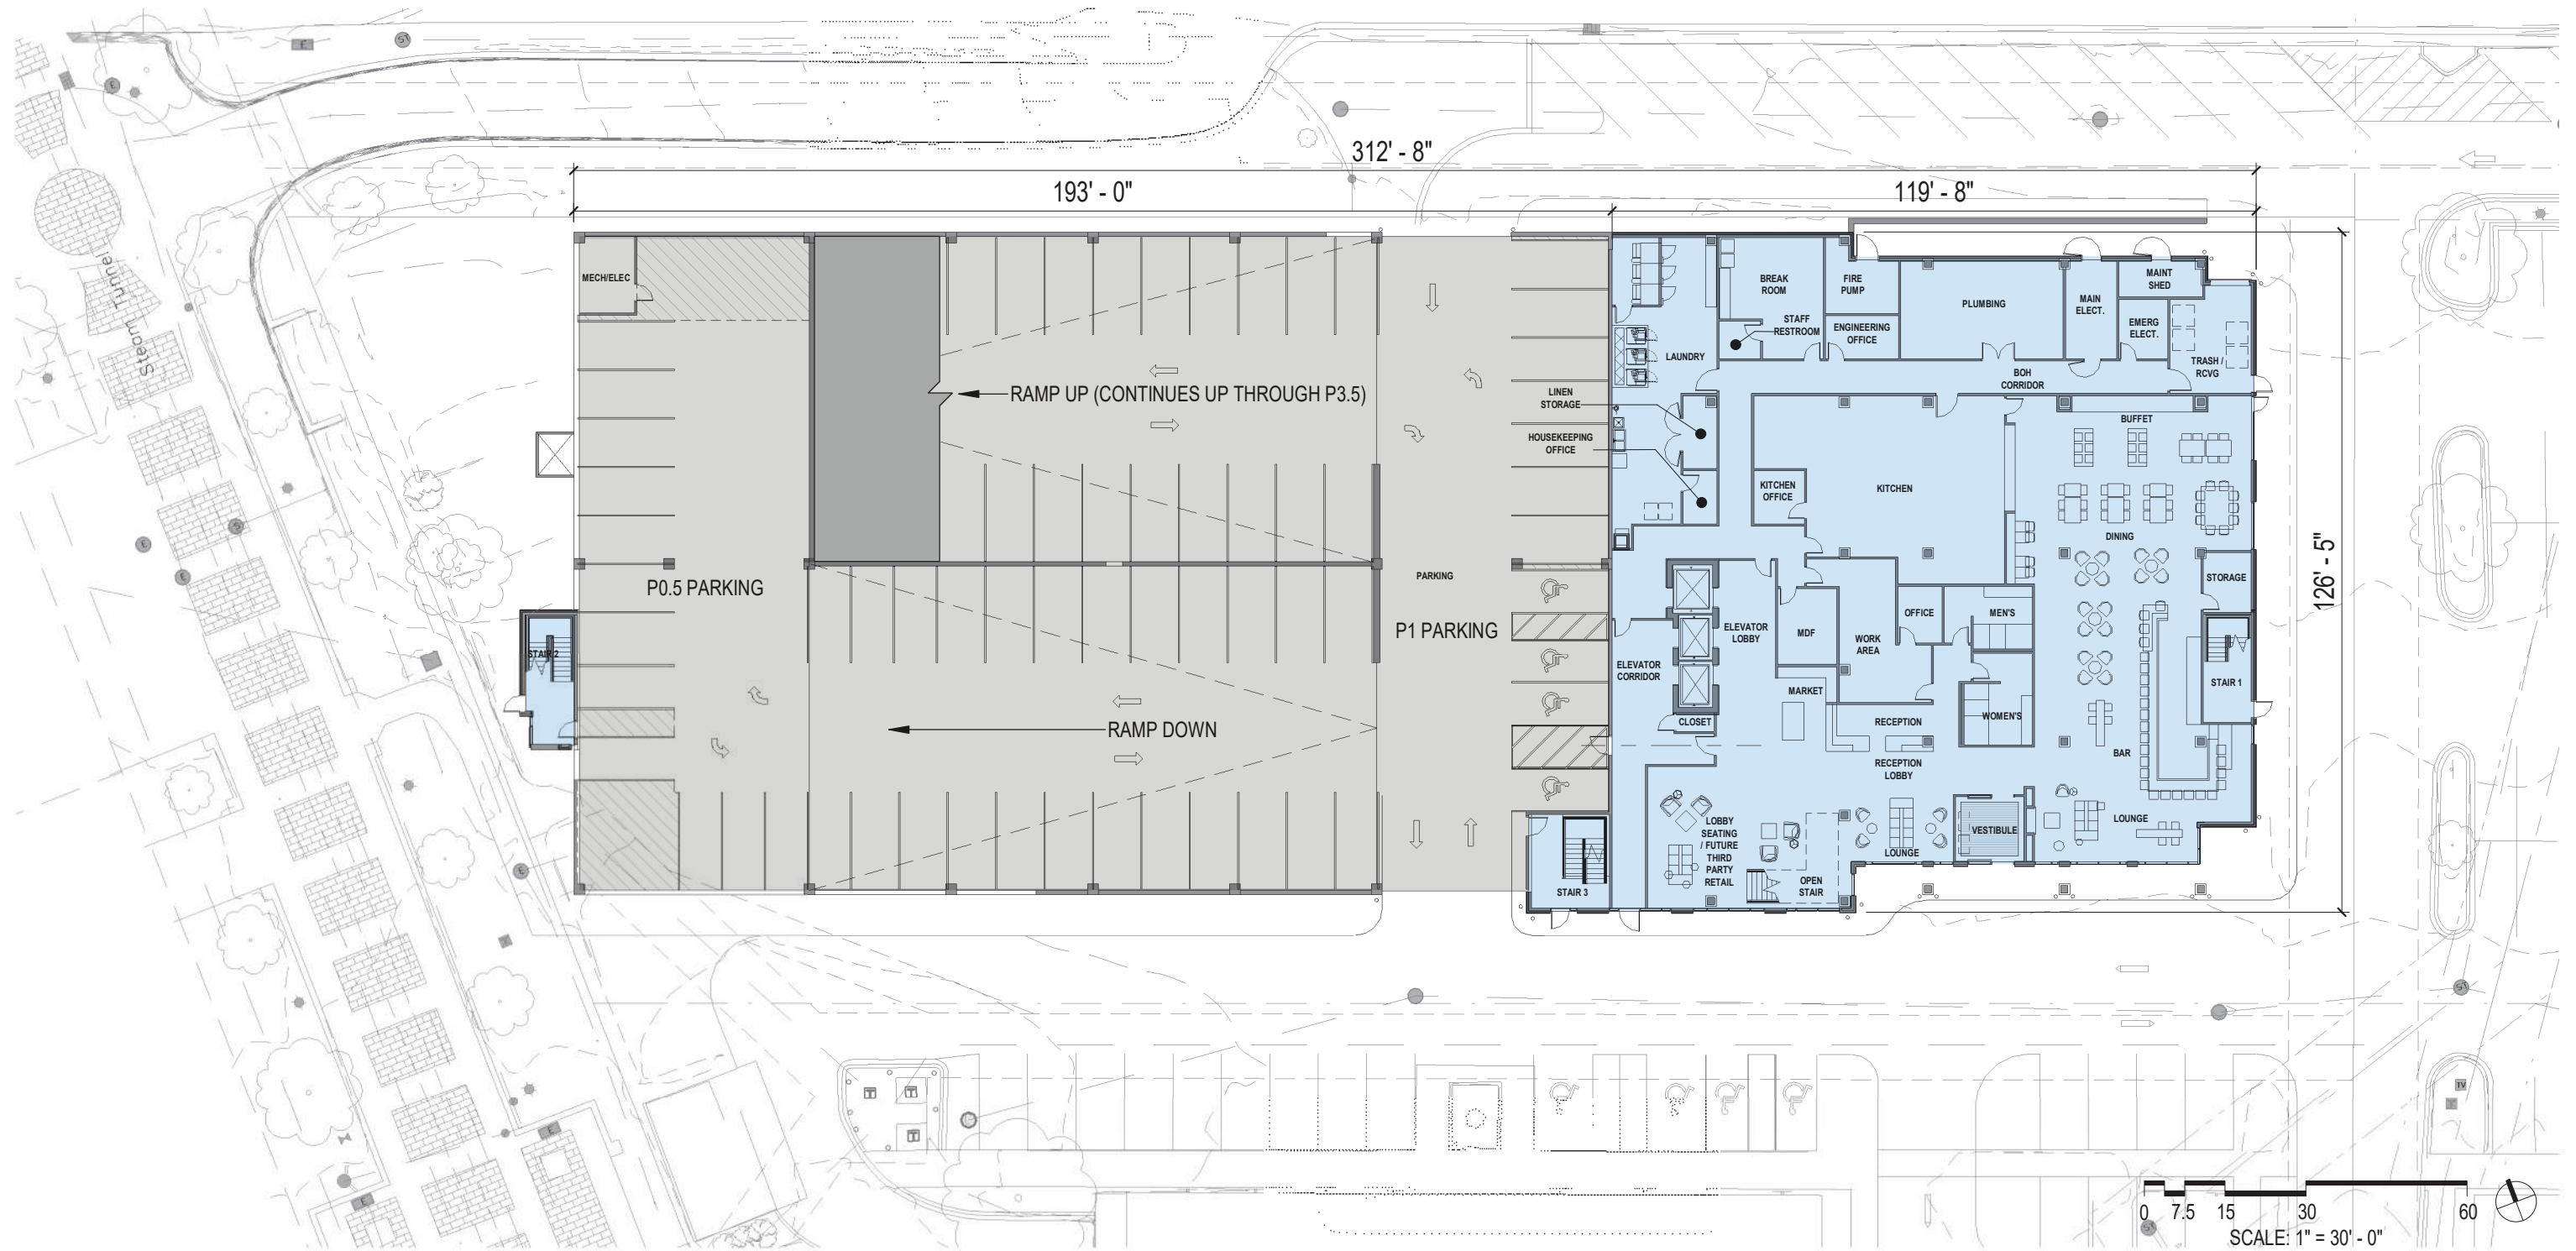 312' - 8"
193' - 0"
119' - 8"
126' - 5"
Steam Tunnel
MECH/ELEC
RAMP UP (CONTINUES UP THROUGH P3.5)
P0.5 PARKING
RAMP DOWN
STAIR 2
PARKING
P1 PARKING
LINEN
STORAGE
HOUSEKEEPING
OFFICE
LAUNDRY
BREAK
ROOM
STAFF
RESTROOM
FIRE
PUMP
ENGINEERING
OFFICE
PLUMBING
MAIN
ELECT.
MAINT
SHED
EMERG
ELECT.
TRASH /
RCVG
BOH
CORRIDOR
BUFFET
KITCHEN
OFFICE
KITCHEN
DINING
STORAGE
ELEVATOR
LOBBY
MDF
WORK
AREA
OFFICE
MEN'S
ELEVATOR
CORRIDOR
MARKET
CLOSET
RECEPTION
WOMEN'S
STAIR 1
BAR
RECEPTION
LOBBY
LOBBY
SEATING
/ FUTURE
THIRD
PARTY
RETAIL
LOUNGE
VESTIBULE
LOUNGE
OPEN
STAIR
STAIR 3
E
ST
E
S
E
E
E
E
E
ST
TV
ST
0 7.5 15 30 60
SCALE: 1" = 30' - 0"